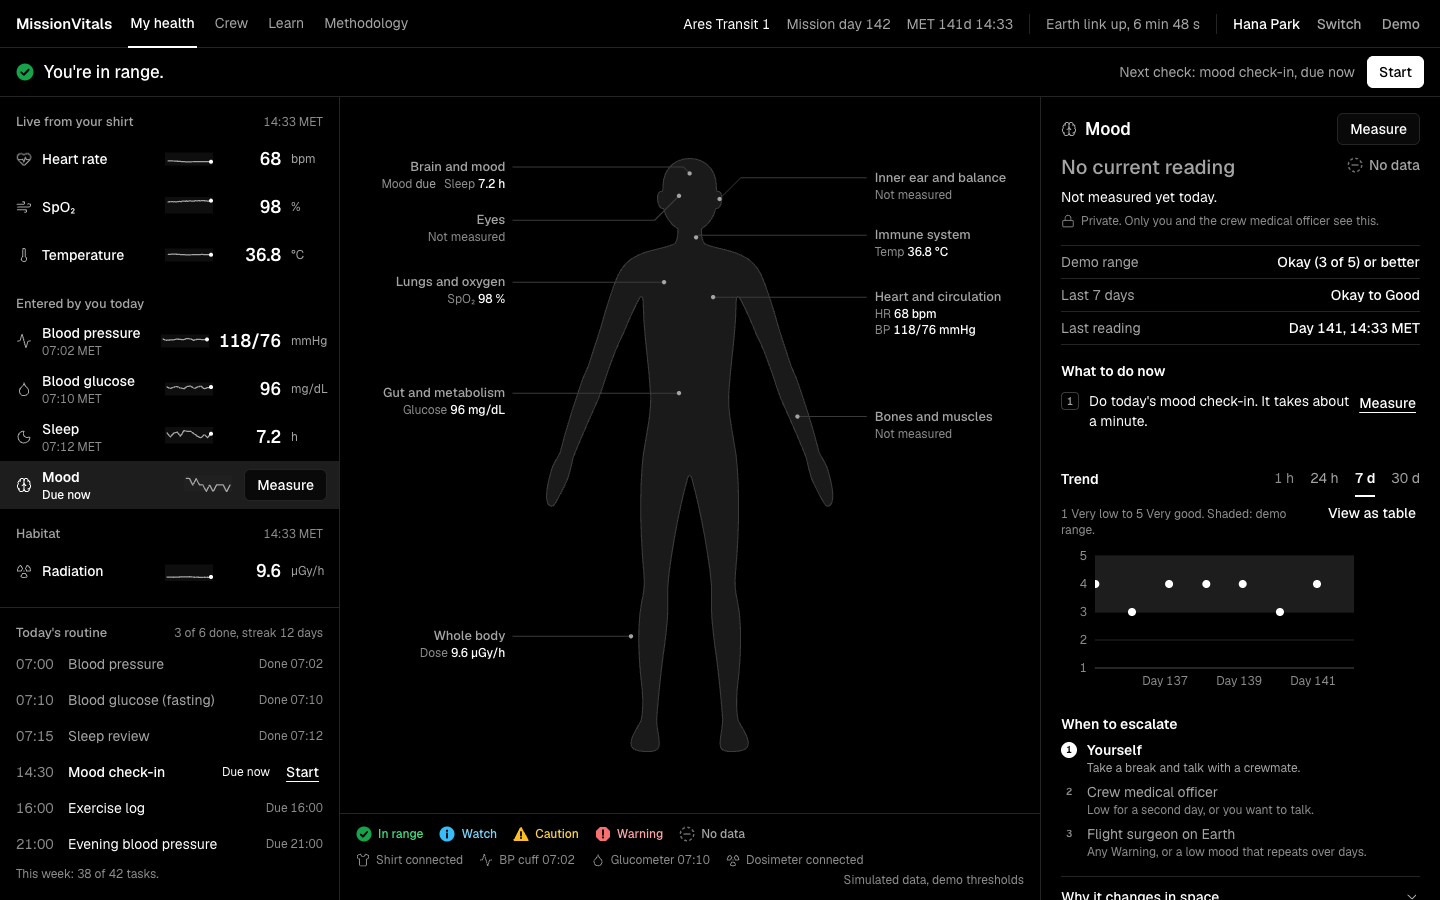 MissionVitals My health Crew Learn Methodology Ares Transit 1 Mission day 142 MET 141d 14:33 Earth link up, 6 min 48 s Hana Park Switch Demo
You're in range. Next check: mood check-in, due now Start
Live from your shirt 14:33 MET
Heart rate 68 bpm
SpO₂ 98 %
Temperature 36.8 °C
Entered by you today
Blood pressure 118/76 mmHg
07:02 MET
Blood glucose 96 mg/dL
07:10 MET
Sleep 7.2 h
07:12 MET
Mood Measure
Due now
Habitat 14:33 MET
Radiation 9.6 µGy/h
Today's routine 3 of 6 done, streak 12 days
07:00 Blood pressure Done 07:02
07:10 Blood glucose (fasting) Done 07:10
07:15 Sleep review Done 07:12
14:30 Mood check-in Due now Start
16:00 Exercise log Due 16:00
21:00 Evening blood pressure Due 21:00
This week: 38 of 42 tasks.
Brain and mood
Mood due Sleep 7.2 h
Eyes
Not measured
Lungs and oxygen
SpO₂ 98 %
Gut and metabolism
Glucose 96 mg/dL
Whole body
Dose 9.6 µGy/h
Inner ear and balance
Not measured
Immune system
Temp 36.8 °C
Heart and circulation
HR 68 bpm
BP 118/76 mmHg
Bones and muscles
Not measured
In range Watch Caution Warning No data
Shirt connected BP cuff 07:02 Glucometer 07:10 Dosimeter connected
Simulated data, demo thresholds
Mood Measure
No current reading No data
Not measured yet today.
Private. Only you and the crew medical officer see this.
Demo range Okay (3 of 5) or better
Last 7 days Okay to Good
Last reading Day 141, 14:33 MET
What to do now
1 Do today's mood check-in. It takes about Measure
a minute.
Trend 1 h 24 h 7 d 30 d
1 Very low to 5 Very good. Shaded: demo View as table
range.
5
4
3
2
1
Day 137 Day 139 Day 141
When to escalate
1 Yourself
Take a break and talk with a crewmate.
2 Crew medical officer
Low for a second day, or you want to talk.
3 Flight surgeon on Earth
Any Warning, or a low mood that repeats over days.
Why it changes in space